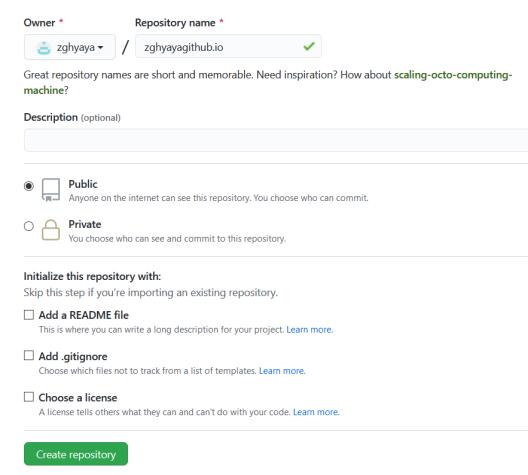 Owner * Repository name *
zghyaya / zghyayagithub.io
Great repository names are short and memorable. Need inspiration? How about scaling-octo-computing-
machine?
Description (optional)
Public
Anyone on the internet can see this repository. You choose who can commit.
Private
You choose who can see and commit to this repository.
Initialize this repository with:
Skip this step if you're importing an existing repository.
Add a README file
This is where you can write a long description for your project. Learn more.
Add .gitignore
Choose which files not to track from a list of templates. Learn more.
Choose a license
A license tells others what they can and can't do with your code. Learn more.
Create repository